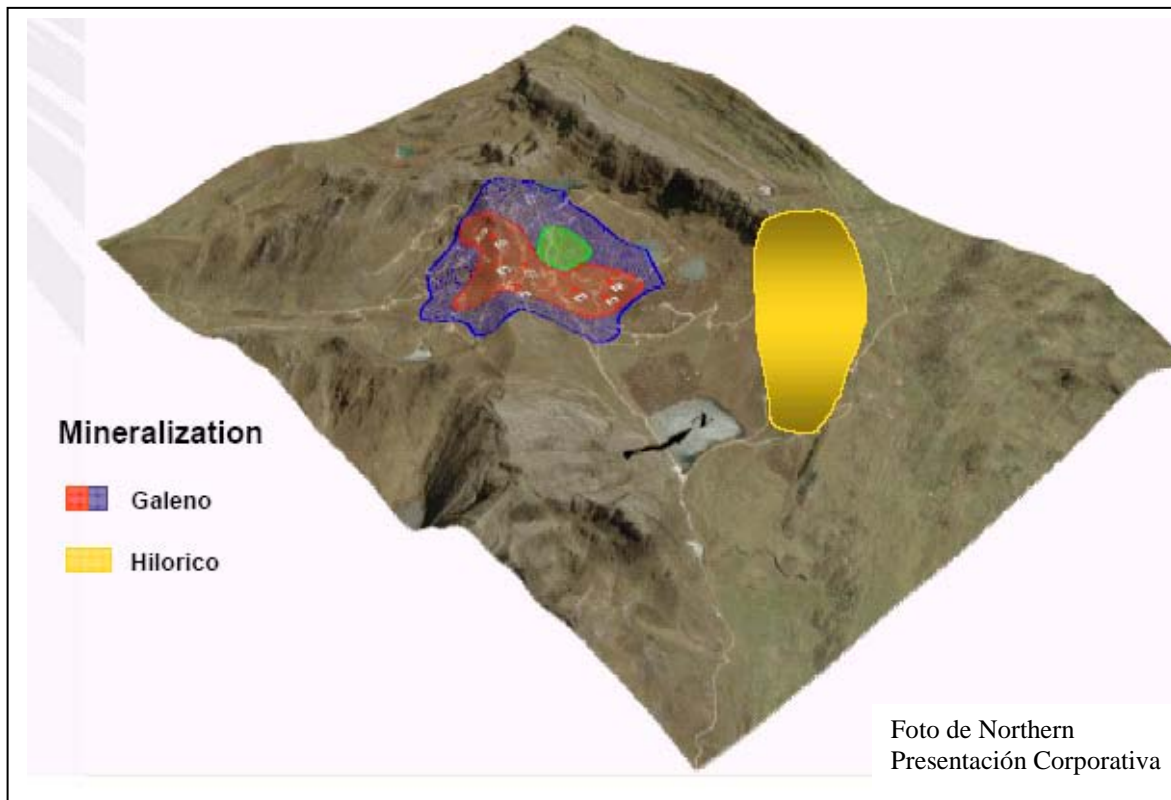 Mineralization
Galeno
Hilorico
Foto de Northern
Presentación Corporativa